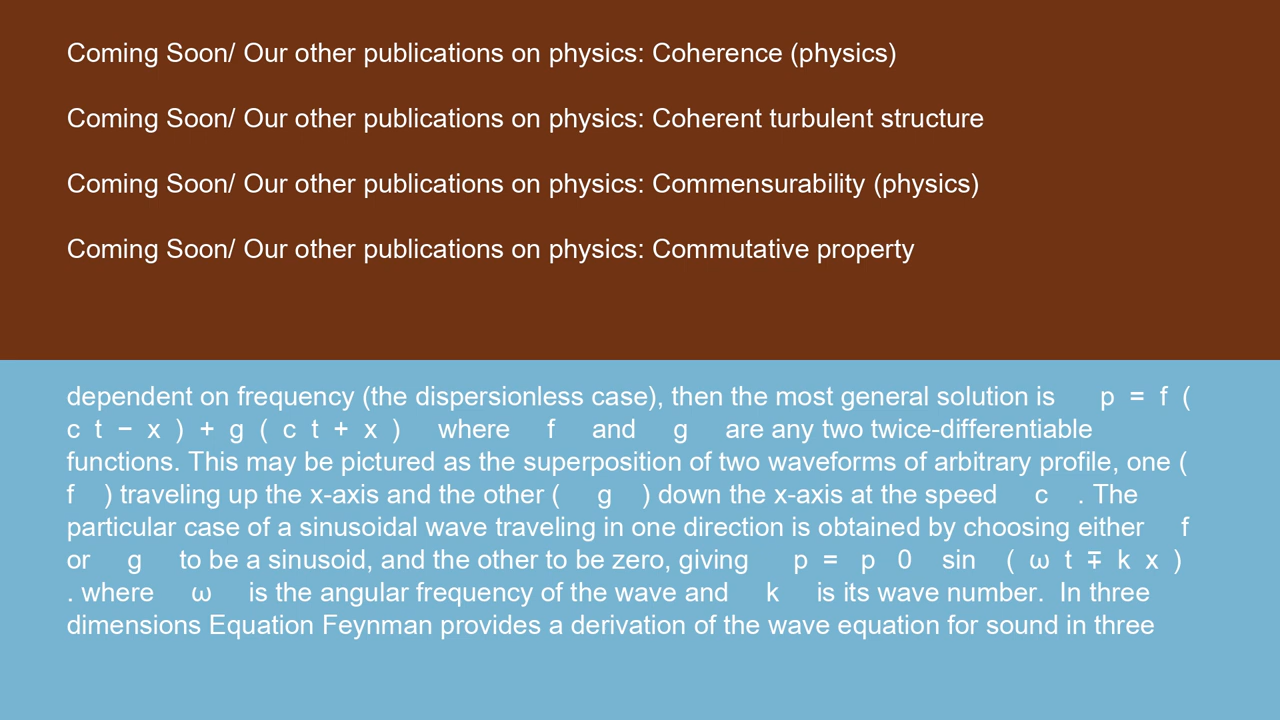 Coming Soon/ Our other publications on physics: Coherence (physics)
Coming Soon/ Our other publications on physics: Coherent turbulent structure
Coming Soon/ Our other publications on physics: Commensurability (physics)
Coming Soon/ Our other publications on physics: Commutative property
dependent on frequency (the dispersionless case), then the most general solution is p = f (
c t − x ) + g ( c t + x ) where f and g are any two twice-differentiable
functions. This may be pictured as the superposition of two waveforms of arbitrary profile, one (
f ) traveling up the x-axis and the other ( g ) down the x-axis at the speed c . The
particular case of a sinusoidal wave traveling in one direction is obtained by choosing either f
or g to be a sinusoid, and the other to be zero, giving p = p 0 sin ( ω t ∓ k x )
. where ω is the angular frequency of the wave and k is its wave number. In three
dimensions Equation Feynman provides a derivation of the wave equation for sound in three